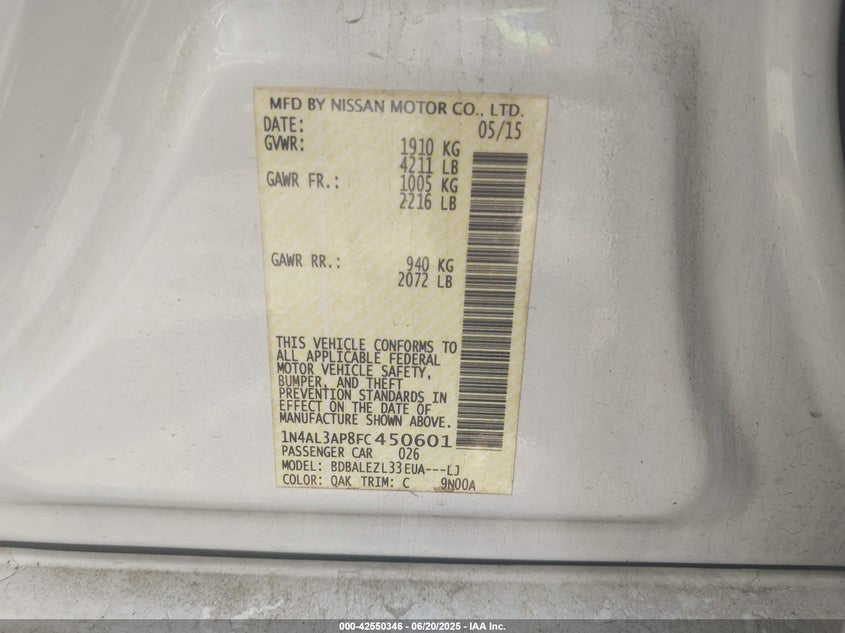 MFD BY NISSAN MOTOR CO., LTD.
DATE: 05/15
GVWR: 1910 KG
4211 LB
GAWR FR.: 1005 KG
2216 LB
GAWR RR.: 940 KG
2072 LB
THIS VEHICLE CONFORMS TO
ALL APPLICABLE FEDERAL
MOTOR VEHICLE SAFETY,
BUMPER, AND THEFT
PREVENTION STANDARDS IN
EFFECT ON THE DATE OF
MANUFACTURE SHOWN ABOVE.
1N4AL3AP8FC450601
PASSENGER CAR 026
MODEL: BDBALEZL33EUA---LJ
COLOR: QAK TRIM: C 9N00A
000-42550346 - 06/20/2025 - IAA Inc.